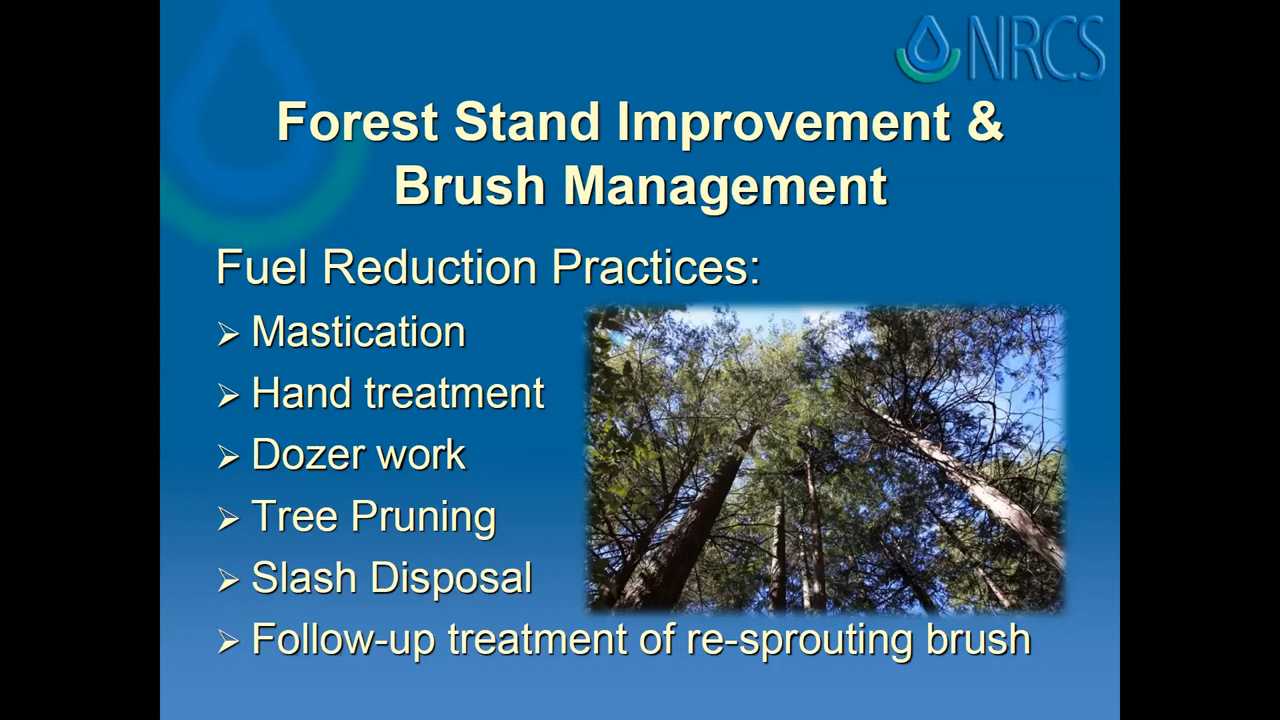 NRCS
Forest Stand Improvement &
Brush Management
Fuel Reduction Practices:
Mastication
Hand treatment
Dozer work
Tree Pruning
Slash Disposal
Follow-up treatment of re-sprouting brush